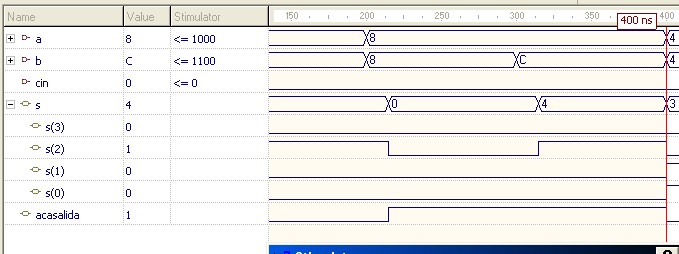 Name Value Stimulator 150 200 250 300 350 400
400 ns
a 8 <= 1000 8 4
b C <= 1100 8 C 4
cin 0 <= 0
s 4 0 4 3
s(3) 0
s(2) 1
s(1) 0
s(0) 0
acasalida 1